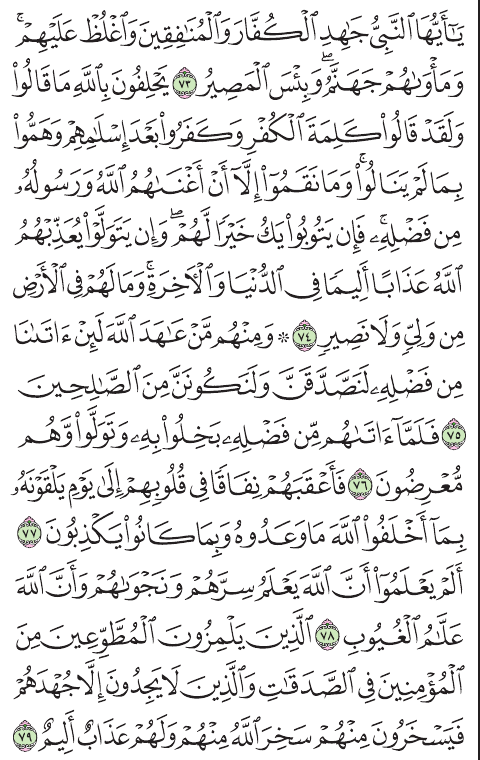 يَـٰٓأَيُّهَا ٱلنَّبِىُّ جَـٰهِدِ ٱلْكُفَّارَ وَٱلْمُنَـٰفِقِينَ وَٱغْلُظْ عَلَيْهِمْ ۚ
وَمَأْوَىٰهُمْ جَهَنَّمُ ۖ وَبِئْسَ ٱلْمَصِيرُ ٧٣ يَحْلِفُونَ بِٱللَّهِ مَا قَالُوا۟
وَلَقَدْ قَالُوا۟ كَلِمَةَ ٱلْكُفْرِ وَكَفَرُوا۟ بَعْدَ إِسْلَـٰمِهِمْ وَهَمُّوا۟
بِمَا لَمْ يَنَالُوا۟ ۚ وَمَا نَقَمُوٓا۟ إِلَّآ أَنْ أَغْنَىٰهُمُ ٱللَّهُ وَرَسُولُهُۥ
مِن فَضْلِهِۦ ۚ فَإِن يَتُوبُوا۟ يَكُ خَيْرًا لَّهُمْ ۖ وَإِن يَتَوَلَّوْا۟ يُعَذِّبْهُمُ
ٱللَّهُ عَذَابًا أَلِيمًا فِى ٱلدُّنْيَا وَٱلْـَٔاخِرَةِ ۚ وَمَا لَهُمْ فِى ٱلْأَرْضِ
مِن وَلِىٍّ وَلَا نَصِيرٍ ٧٤ ۞ وَمِنْهُم مَّنْ عَـٰهَدَ ٱللَّهَ لَئِنْ ءَاتَىٰنَا
مِن فَضْلِهِۦ لَنَصَّدَّقَنَّ وَلَنَكُونَنَّ مِنَ ٱلصَّـٰلِحِينَ
٧٥ فَلَمَّآ ءَاتَىٰهُم مِّن فَضْلِهِۦ بَخِلُوا۟ بِهِۦ وَتَوَلَّوا۟ وَّهُم
مُّعْرِضُونَ ٧٦ فَأَعْقَبَهُمْ نِفَاقًا فِى قُلُوبِهِمْ إِلَىٰ يَوْمِ يَلْقَوْنَهُۥ
بِمَآ أَخْلَفُوا۟ ٱللَّهَ مَا وَعَدُوهُ وَبِمَا كَانُوا۟ يَكْذِبُونَ ٧٧
أَلَمْ يَعْلَمُوٓا۟ أَنَّ ٱللَّهَ يَعْلَمُ سِرَّهُمْ وَنَجْوَىٰهُمْ وَأَنَّ ٱللَّهَ
عَلَّـٰمُ ٱلْغُيُوبِ ٧٨ ٱلَّذِينَ يَلْمِزُونَ ٱلْمُطَّوِّعِينَ مِنَ
ٱلْمُؤْمِنِينَ فِى ٱلصَّدَقَـٰتِ وَٱلَّذِينَ لَا يَجِدُونَ إِلَّا جُهْدَهُمْ
فَيَسْخَرُونَ مِنْهُمْ سَخِرَ ٱللَّهُ مِنْهُمْ وَلَهُمْ عَذَابٌ أَلِيمٌ ٧٩